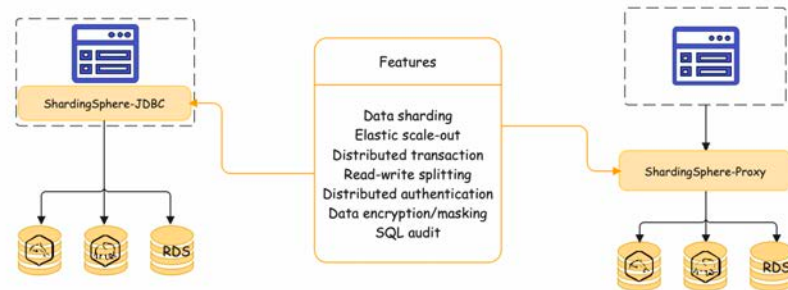 Features
ShardingSphere-JDBC
Data sharding
Elastic scale-out
Distributed transaction
Read-write splitting
Distributed authentication
Data encryption/masking
SQL audit
ShardingSphere-Proxy
RDS
RDS